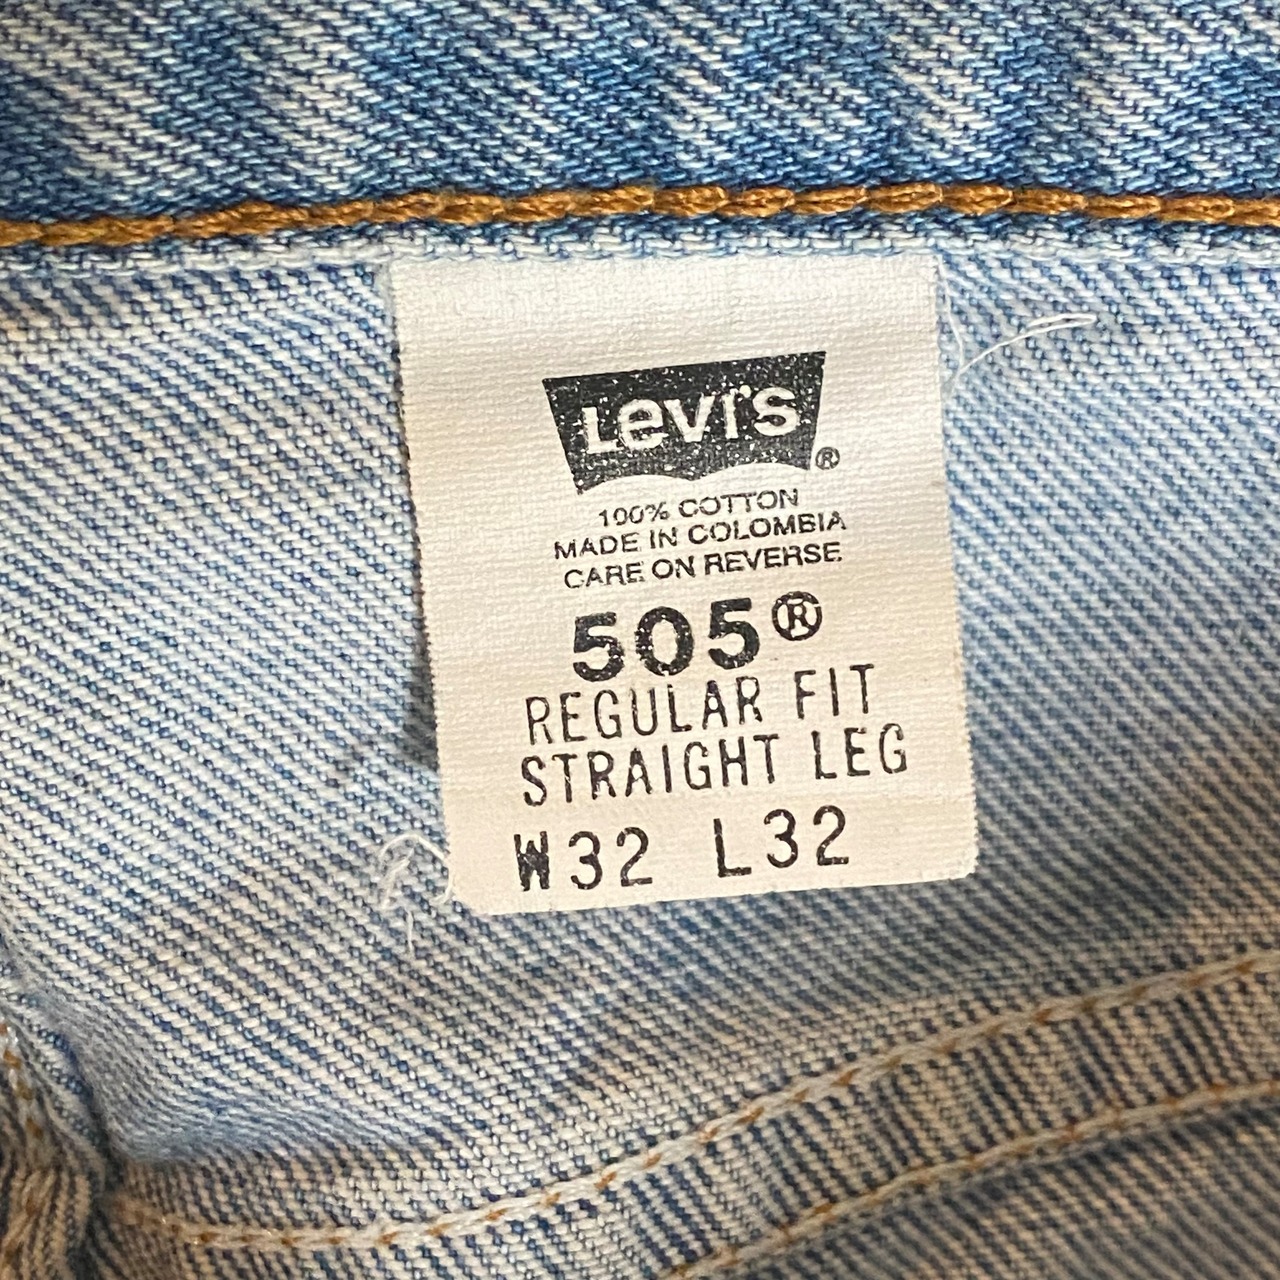 Levi's®
100% COTTON
MADE IN COLOMBIA
CARE ON REVERSE
505®
REGULAR FIT
STRAIGHT LEG
W32 L32